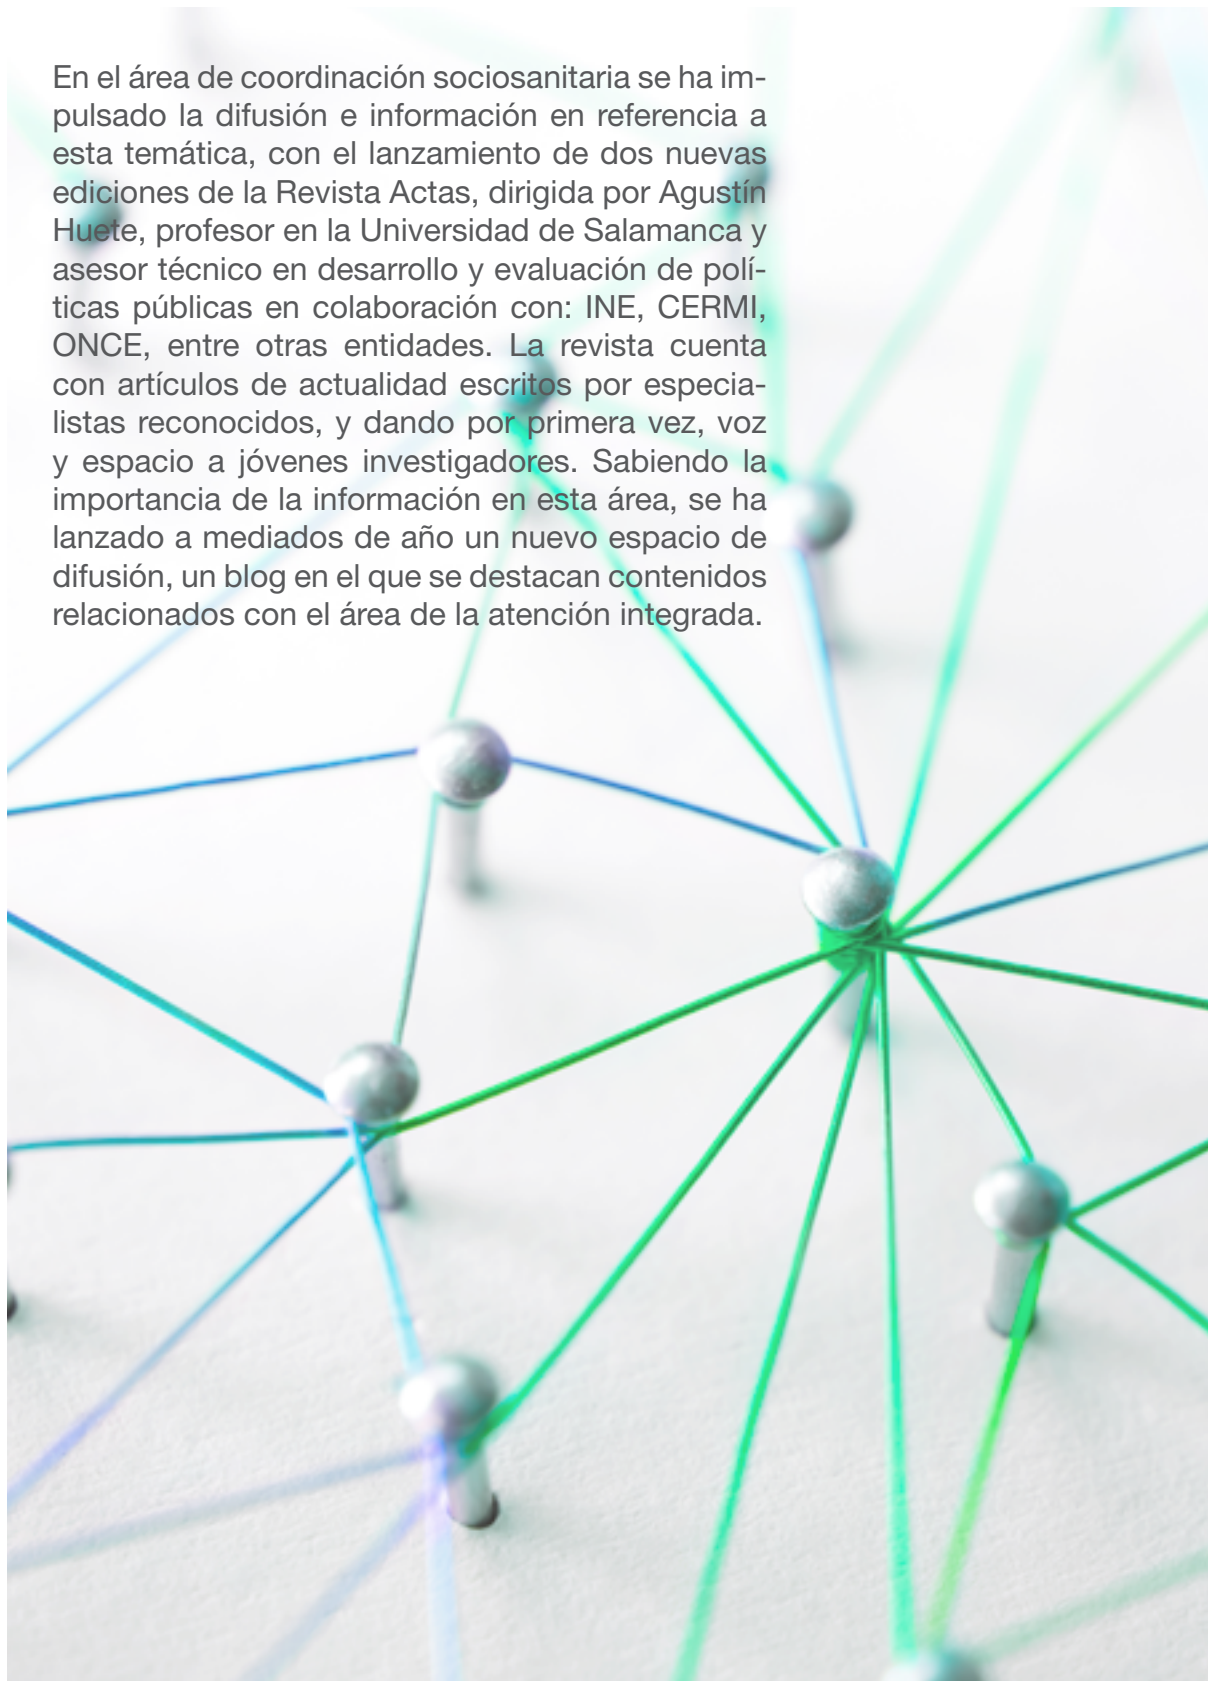 En el área de coordinación sociosanitaria se ha im-
pulsado la difusión e información en referencia a
esta temática, con el lanzamiento de dos nuevas
ediciones de la Revista Actas, dirigida por Agustín
Huete, profesor en la Universidad de Salamanca y
asesor técnico en desarrollo y evaluación de polí-
ticas públicas en colaboración con: INE, CERMI,
ONCE, entre otras entidades. La revista cuenta
con artículos de actualidad escritos por especia-
listas reconocidos, y dando por primera vez, voz
y espacio a jóvenes investigadores. Sabiendo la
importancia de la información en esta área, se ha
lanzado a mediados de año un nuevo espacio de
difusión, un blog en el que se destacan contenidos
relacionados con el área de la atención integrada.